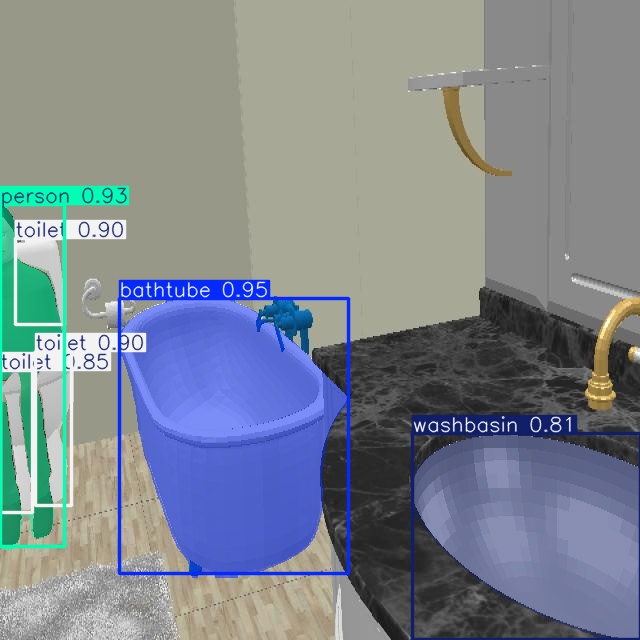 person 0.93
toilet 0.90
bathtube 0.95
toilet 0.90
toilet 0.85
washbasin 0.81